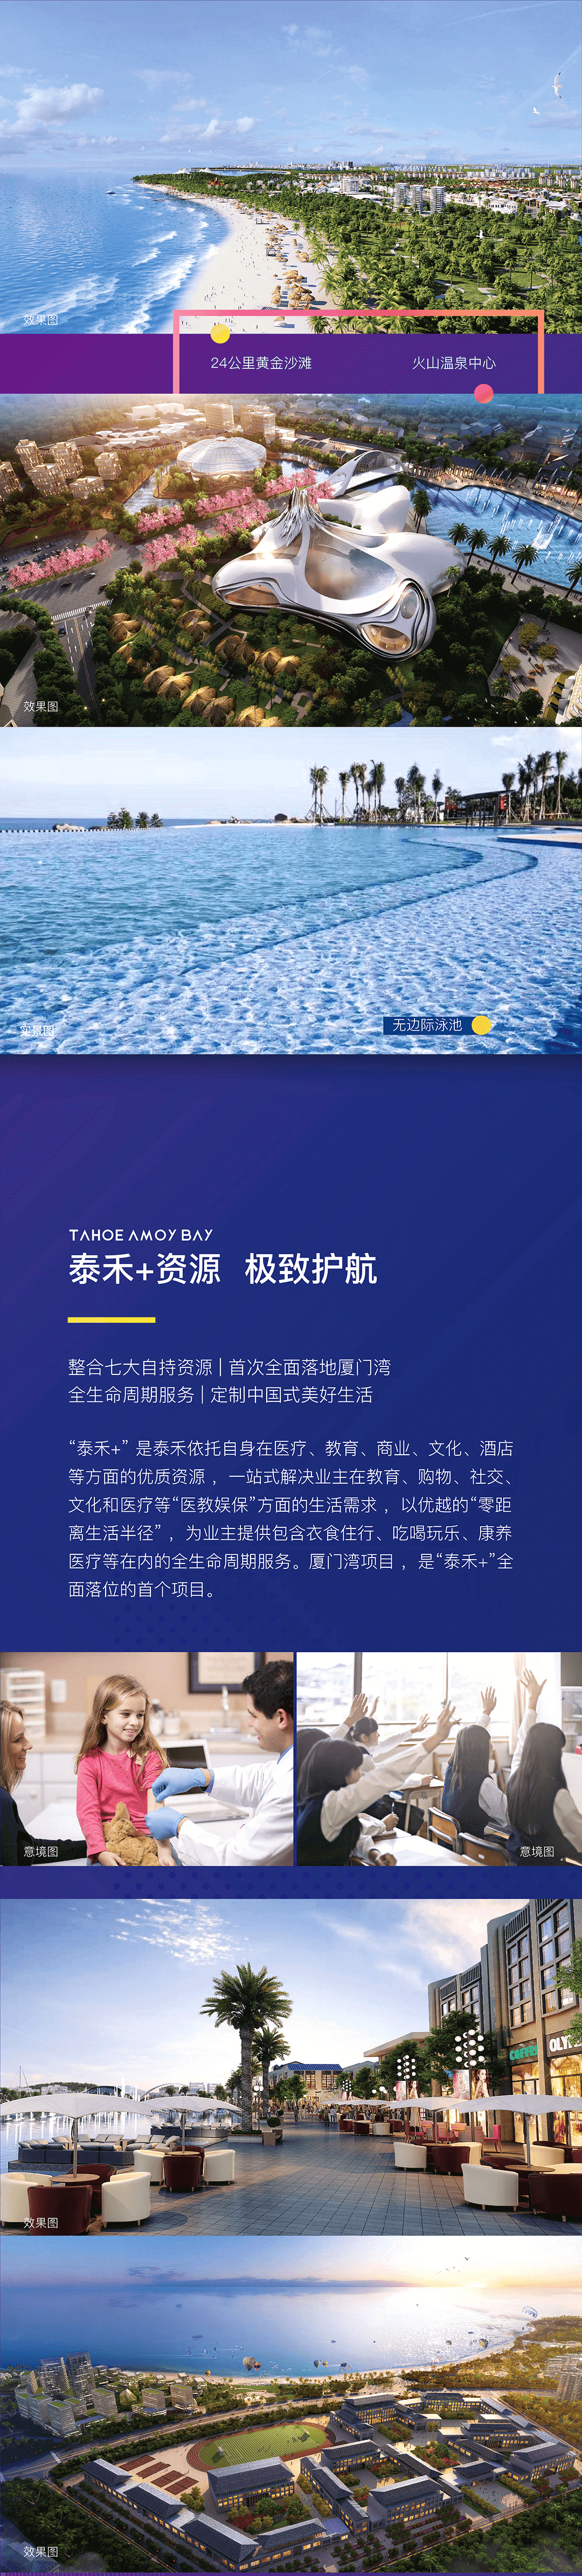 效果图
24公里黄金沙滩
火山温泉中心
效果图
实景图
无边际泳池
TAHOE AMOY BAY
泰禾+资源 极致护航
整合七大自持资源 | 首次全面落地厦门湾
全生命周期服务 | 定制中国式美好生活
“泰禾+” 是泰禾依托自身在医疗、教育、商业、文化、酒店
等方面的优质资源 ，一站式解决业主在教育、购物、社交、
文化和医疗等“医教娱保”方面的生活需求 ，以优越的“零距
离生活半径” ，为业主提供包含衣食住行、吃喝玩乐、康养
医疗等在内的全生命周期服务。厦门湾项目 ，是“泰禾+”全
面落位的首个项目。
意境图
意境图
COFFEE
OLY
效果图
效果图